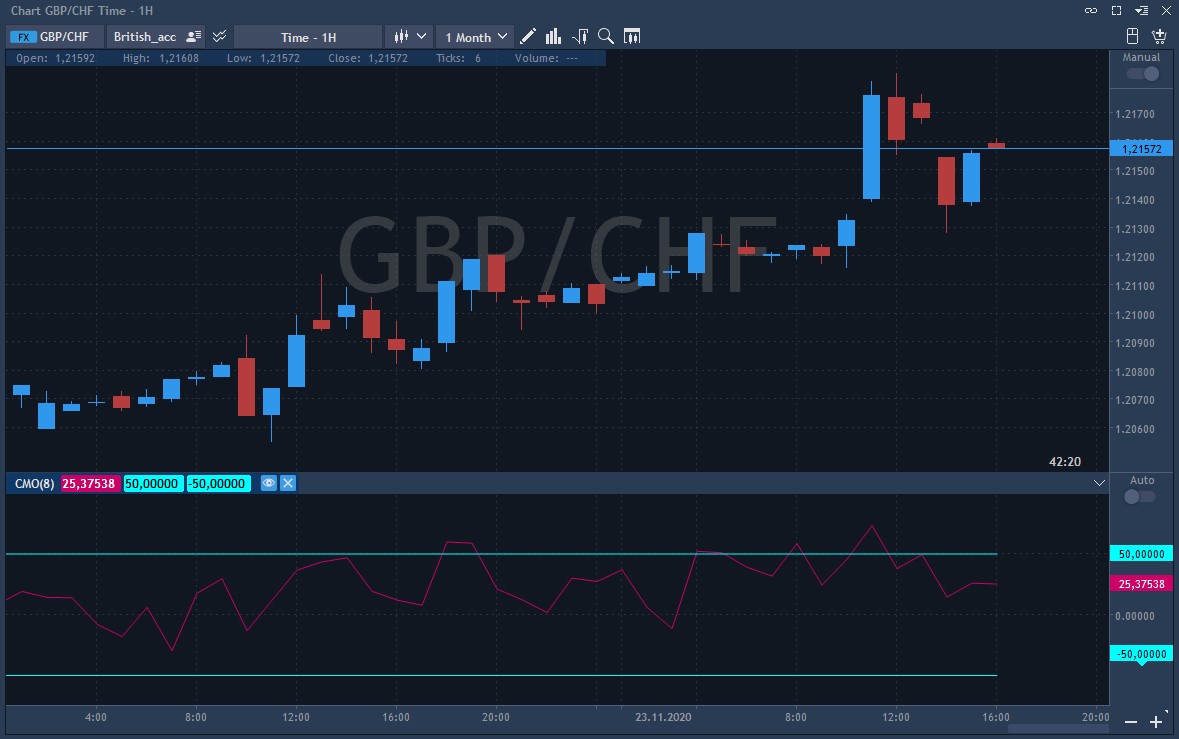 Chart GBP/CHF Time - 1H
FX GBP/CHF British_acc Time - 1H 1 Month
Open: 1,21592 High: 1,21608 Low: 1,21572 Close: 1,21572 Ticks: 6 Volume: ---
Manual
1.21700
1,21572
1.21500
1.21400
1.21300
GBP/CHF
1.21200
1.21100
1.21000
1.20900
1.20800
1.20700
1.20600
42:20
CMO(8) 25,37538 50,00000 -50,00000
Auto
50,00000
25,37538
0.00000
-50,00000
4:00 8:00 12:00 16:00 20:00 23.11.2020 8:00 12:00 16:00 20:00